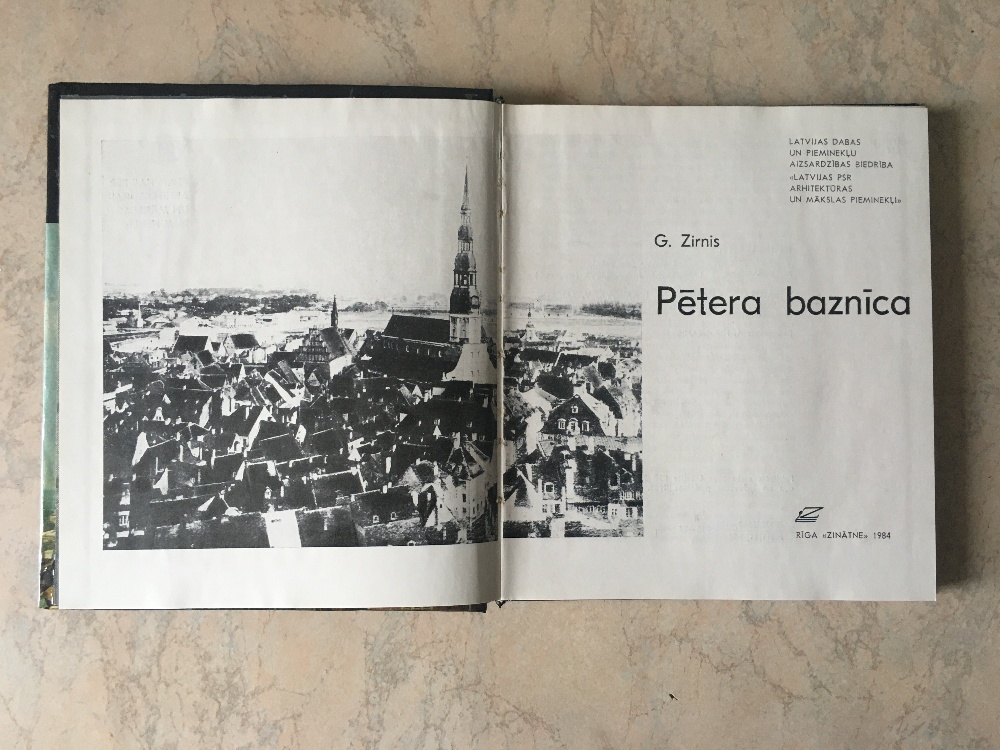 LATVIJAS DABAS
UN PIEMINEKĻU
AIZSARDZĪBAS BIEDRĪBA
«LATVIJAS PSR
ARHITEKTŪRAS
UN MĀKSLAS PIEMINEKĻI»
G. Zirnis
Pētera baznīca
RĪGA «ZINĀTNE» 1984